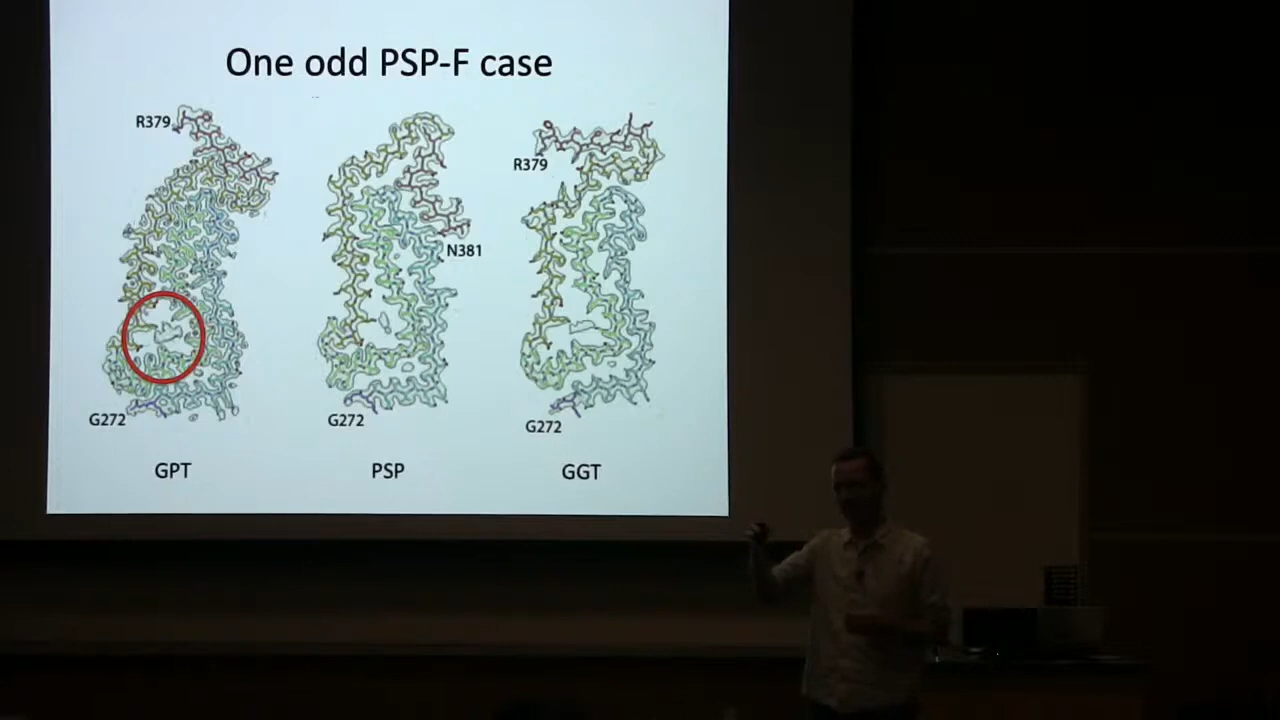 One odd PSP-F case
R379
R379
N381
G272
G272
G272
GPT
PSP
GGT